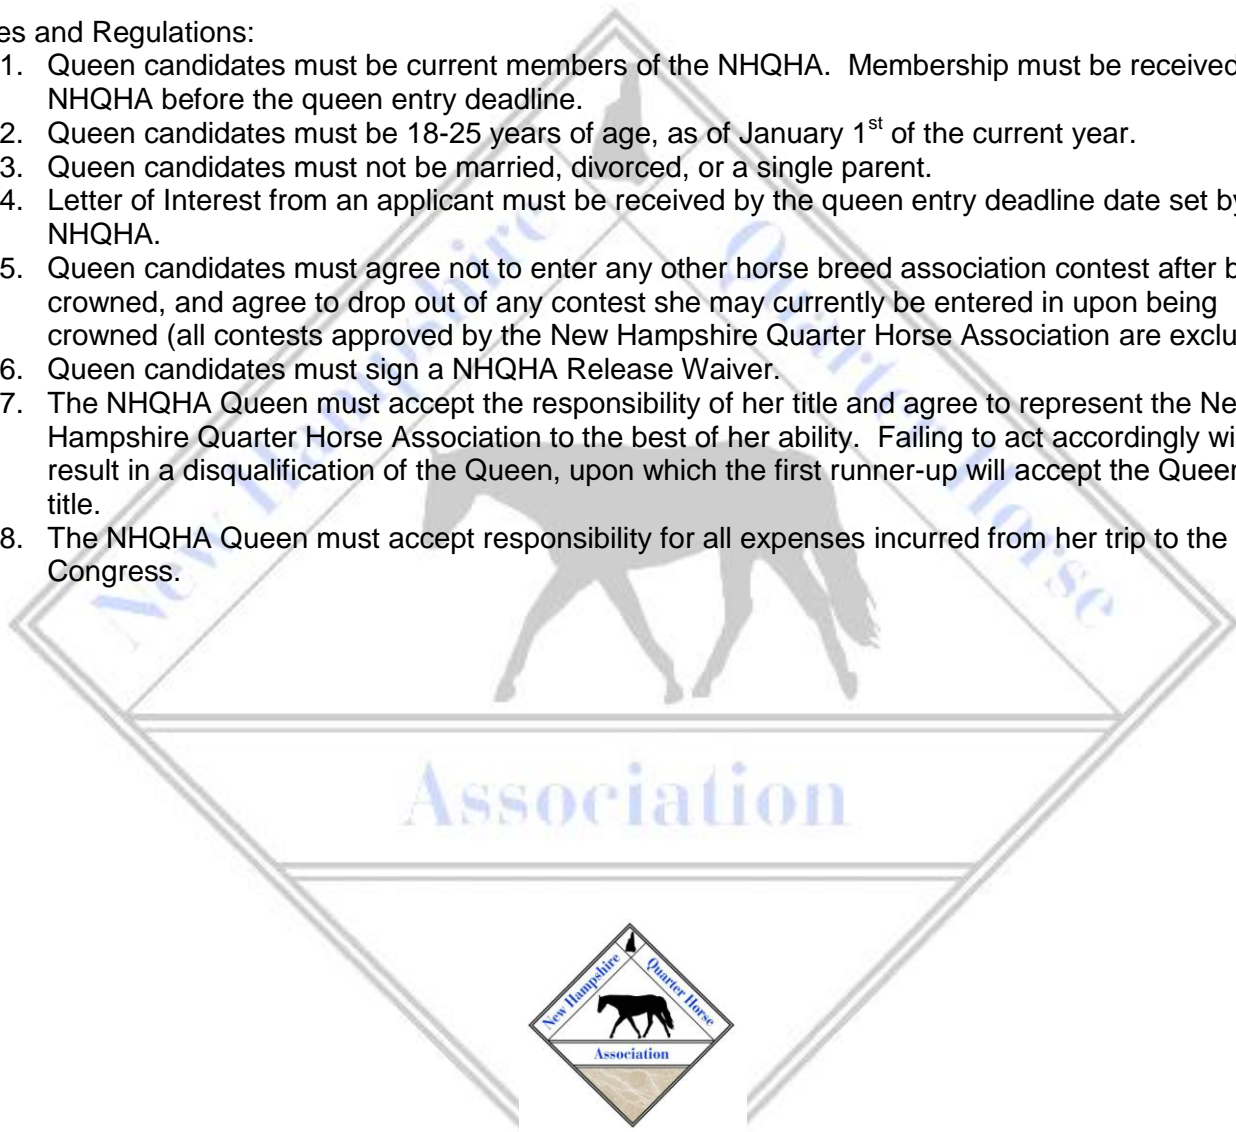 es and Regulations:
1. Queen candidates must be current members of the NHQHA.  Membership must be received
NHQHA before the queen entry deadline.
2. Queen candidates must be 18-25 years of age, as of January 1st of the current year.
3. Queen candidates must not be married, divorced, or a single parent.
4. Letter of Interest from an applicant must be received by the queen entry deadline date set by
NHQHA.
5. Queen candidates must agree not to enter any other horse breed association contest after b
crowned, and agree to drop out of any contest she may currently be entered in upon being
crowned (all contests approved by the New Hampshire Quarter Horse Association are exclu
6. Queen candidates must sign a NHQHA Release Waiver.
7. The NHQHA Queen must accept the responsibility of her title and agree to represent the Ne
Hampshire Quarter Horse Association to the best of her ability.  Failing to act accordingly wi
result in a disqualification of the Queen, upon which the first runner-up will accept the Queen
title.
8. The NHQHA Queen must accept responsibility for all expenses incurred from her trip to the
Congress.
New Hampshire
Quarter Horse
Association
New Hampshire
Quarter Horse
Association